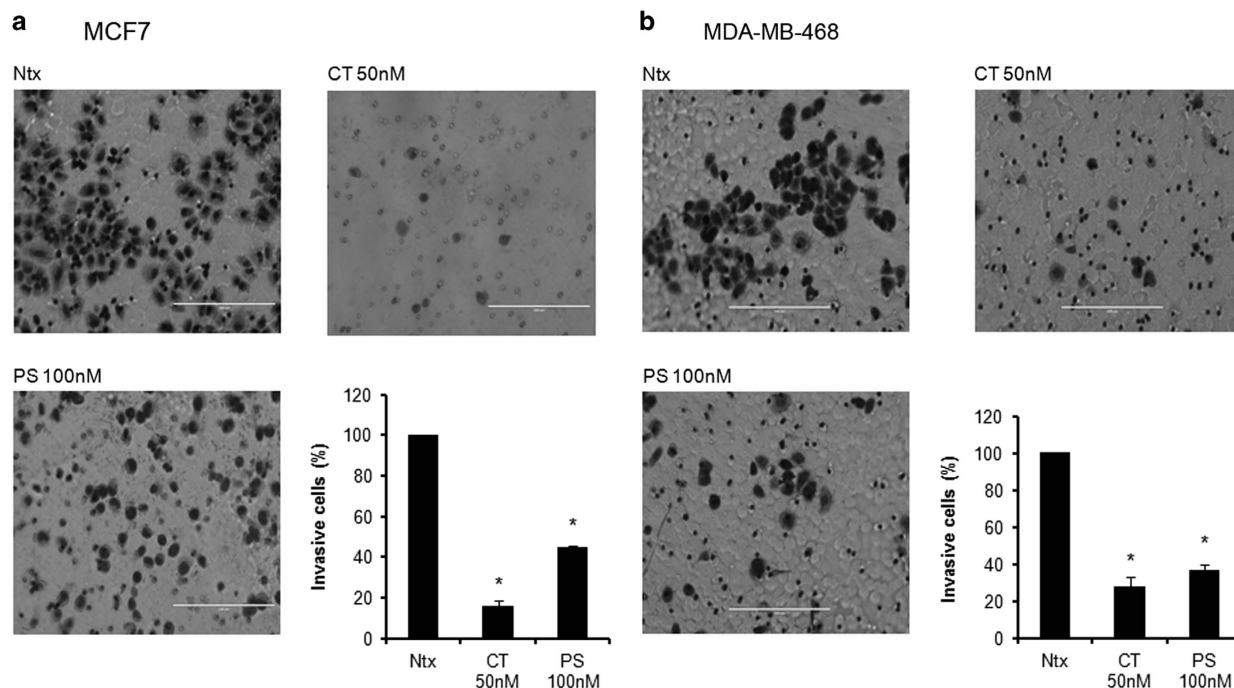 a MCF7
Ntx
CT 50nM
PS 100nM
120
100
80
60
40
20
0
Invasive cells (%)
*
*
Ntx
CT
50nM
PS
100nM
b MDA-MB-468
Ntx
CT 50nM
PS 100nM
120
100
80
60
40
20
0
Invasive cells (%)
*
*
Ntx
CT
50nM
PS
100nM